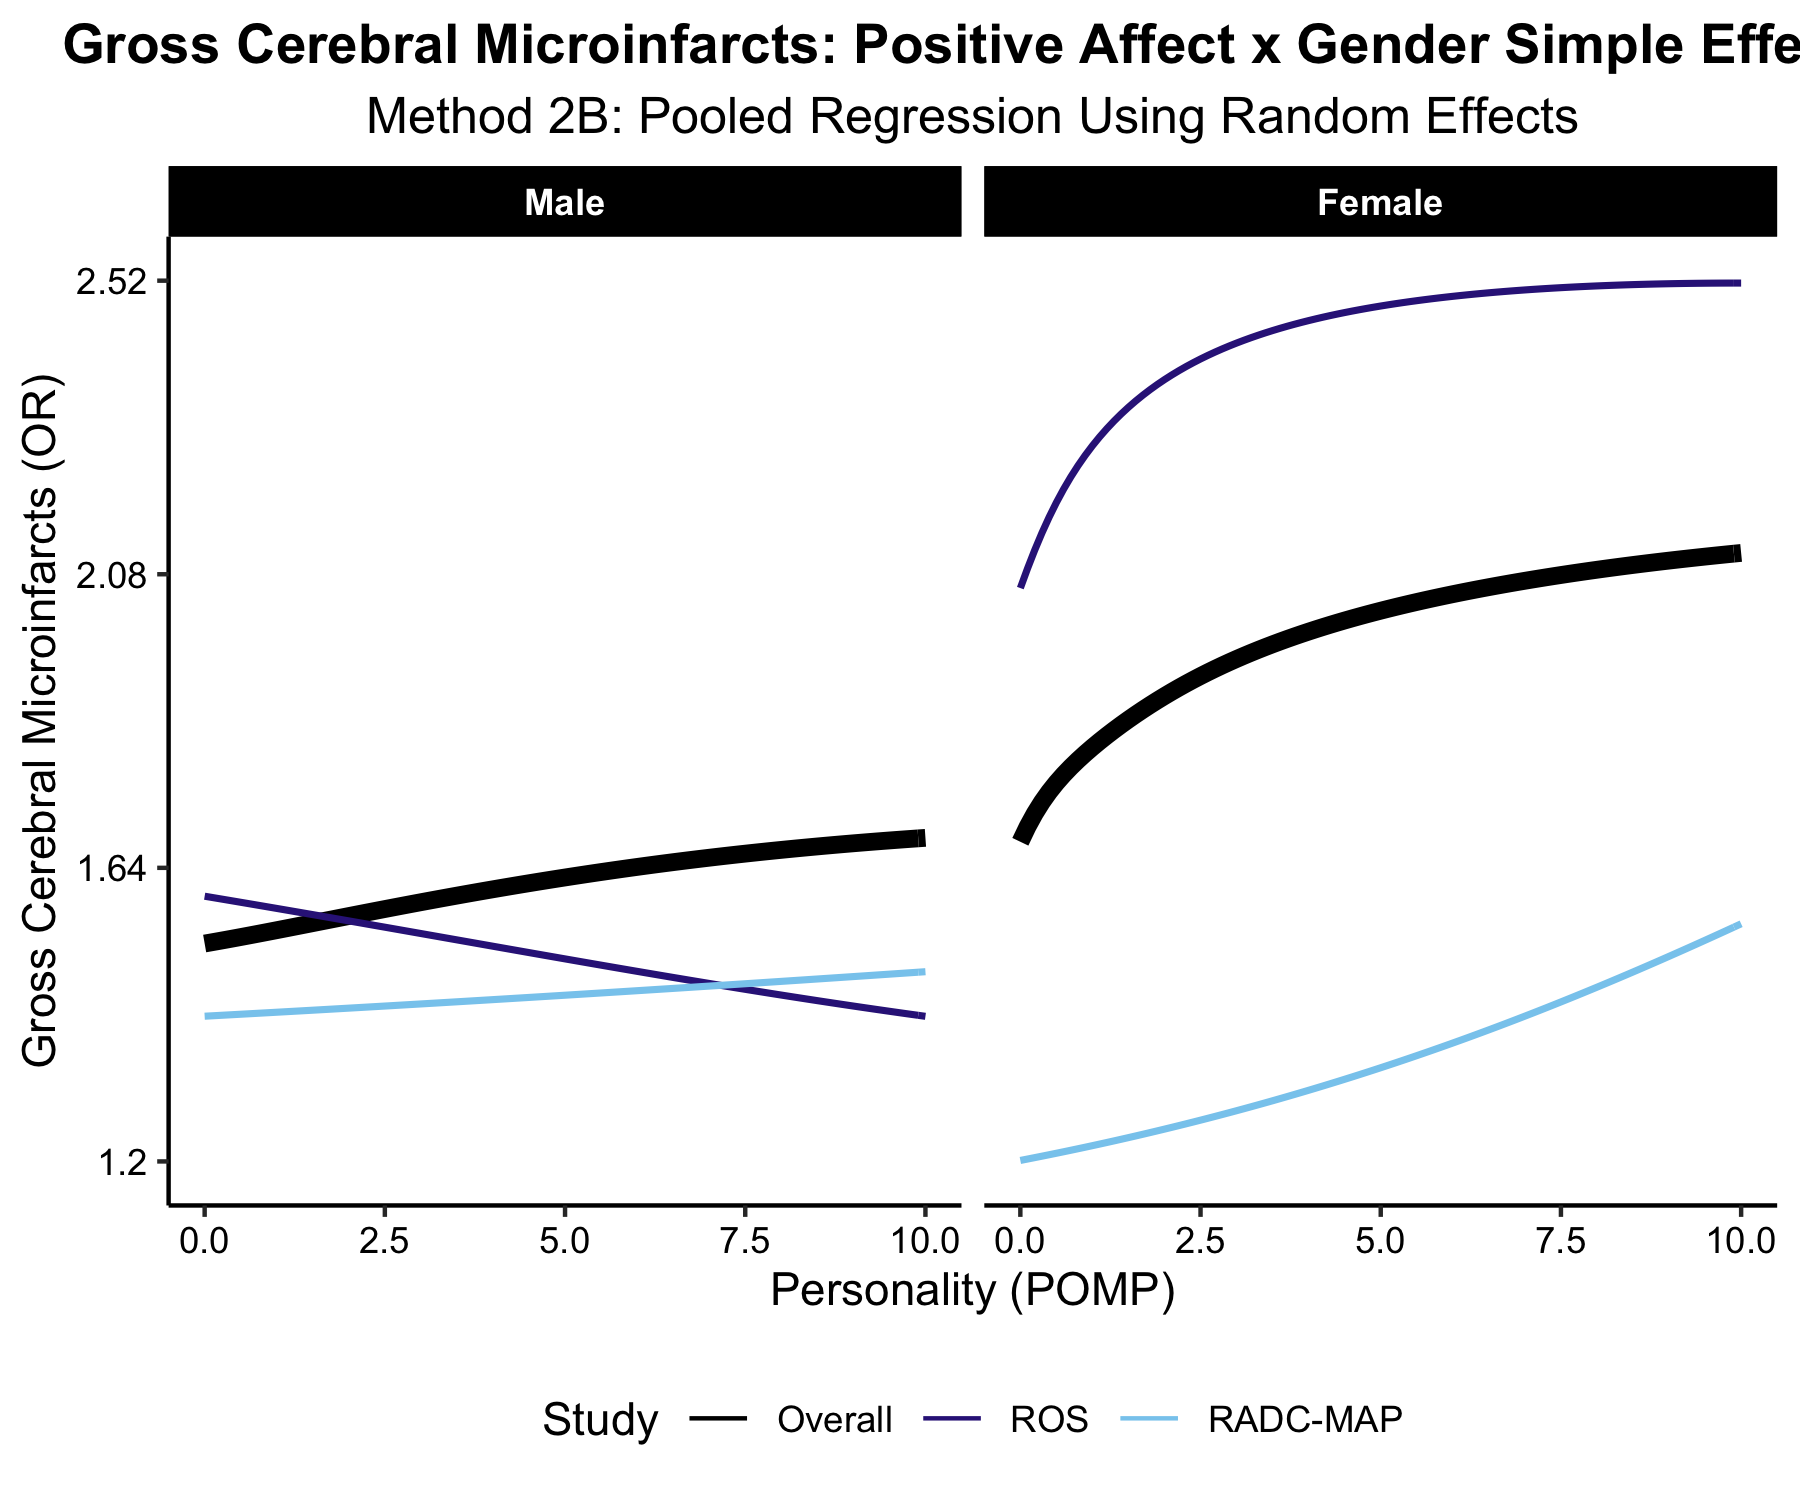 Gross Cerebral Microinfarcts: Positive Affect x Gender Simple Effe
Method 2B: Pooled Regression Using Random Effects
Male
Female
Gross Cerebral Microinfarcts (OR)
2.52
2.08
1.64
1.2
0.0 2.5 5.0 7.5 10.0
0.0 2.5 5.0 7.5 10.0
Personality (POMP)
Study Overall ROS RADC-MAP